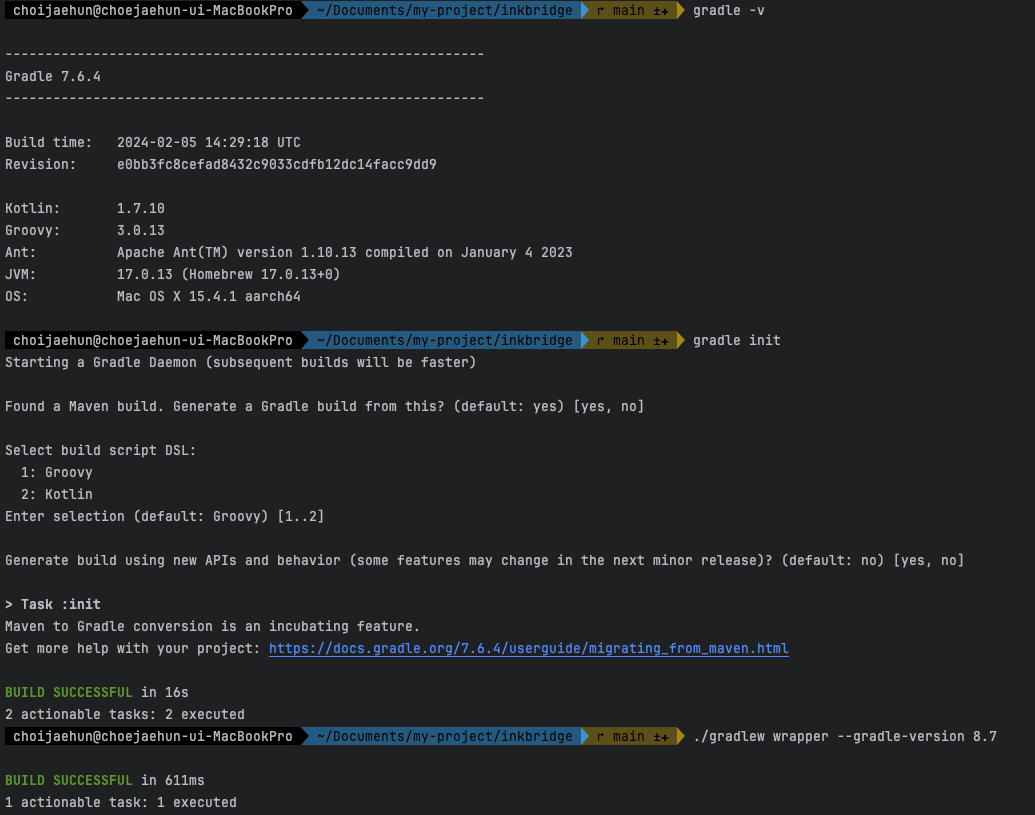 choijaehun@choejaehun-ui-MacBookPro ~/Documents/my-project/inkbridge main ±+ gradle -v
------------------------------------------------------------
Gradle 7.6.4
------------------------------------------------------------
Build time: 2024-02-05 14:29:18 UTC
Revision: e0bb3fc8cefad8432c9033cdfb12dc14facc9dd9
Kotlin: 1.7.10
Groovy: 3.0.13
Ant: Apache Ant(TM) version 1.10.13 compiled on January 4 2023
JVM: 17.0.13 (Homebrew 17.0.13+0)
OS: Mac OS X 15.4.1 aarch64
choijaehun@choejaehun-ui-MacBookPro ~/Documents/my-project/inkbridge main ±+ gradle init
Starting a Gradle Daemon (subsequent builds will be faster)
Found a Maven build. Generate a Gradle build from this? (default: yes) [yes, no]
Select build script DSL:
1: Groovy
2: Kotlin
Enter selection (default: Groovy) [1..2]
Generate build using new APIs and behavior (some features may change in the next minor release)? (default: no) [yes, no]
> Task :init
Maven to Gradle conversion is an incubating feature.
Get more help with your project: https://docs.gradle.org/7.6.4/userguide/migrating_from_maven.html
BUILD SUCCESSFUL in 16s
2 actionable tasks: 2 executed
choijaehun@choejaehun-ui-MacBookPro ~/Documents/my-project/inkbridge main ±+ ./gradlew wrapper --gradle-version 8.7
BUILD SUCCESSFUL in 611ms
1 actionable task: 1 executed